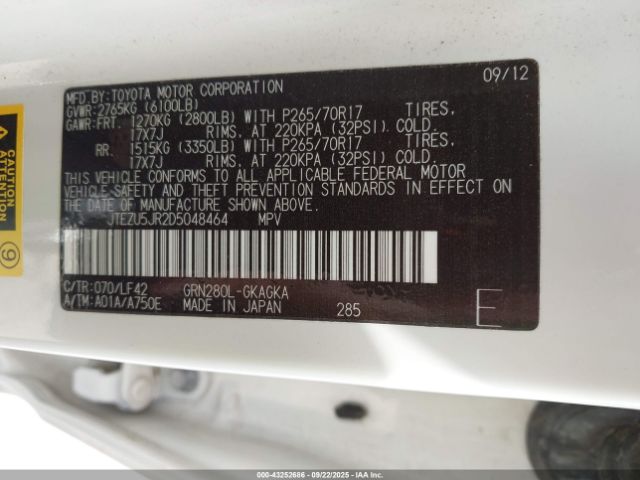 MFD.BY:TOYOTA MOTOR CORPORATION 09/12
GVWR:2765KG (6100LB)
GAWR:FRT. 1270KG (2800LB) WITH P265/70R17 TIRES.
17X7J RIMS. AT 220KPA (32PSI) COLD.
RR. 1515KG (3350LB) WITH P265/70R17 TIRES.
17X7J RIMS. AT 220KPA (32PSI) COLD.
THIS VEHICLE CONFORMS TO ALL APPLICABLE FEDERAL MOTOR
VEHICLE SAFETY AND THEFT PREVENTION STANDARDS IN EFFECT
ON THE DATE OF MANUFACTURE SHOWN ABOVE.
JTEZU5JR2D5048464 MPV
C/TR:070/LF42 GRN280L-GKAGKA
A/TM:A01A/A750E MADE IN JAPAN 285 E
9
000-43252686 - 09/22/2025 - IAAI.COM